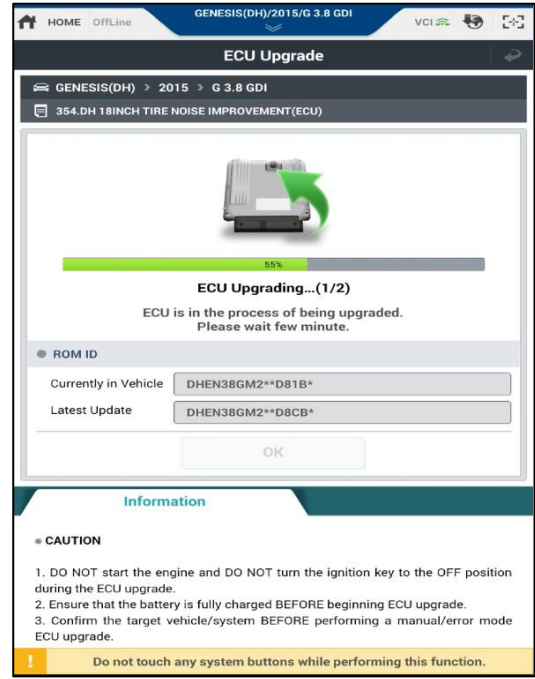 HOME OffLine GENESIS(DH)/2015/G 3.8 GDI VCI
ECU Upgrade
GENESIS(DH) > 2015 > G 3.8 GDI
354.DH 18INCH TIRE NOISE IMPROVEMENT(ECU)
55%
ECU Upgrading...(1/2)
ECU is in the process of being upgraded.
Please wait few minute.
ROM ID
Currently in Vehicle DHEN38GM2**D81B*
Latest Update DHEN38GM2**D8CB*
OK
Information
CAUTION
1. DO NOT start the engine and DO NOT turn the ignition key to the OFF position
during the ECU upgrade.
2. Ensure that the battery is fully charged BEFORE beginning ECU upgrade.
3. Confirm the target vehicle/system BEFORE performing a manual/error mode
ECU upgrade.
! Do not touch any system buttons while performing this function.